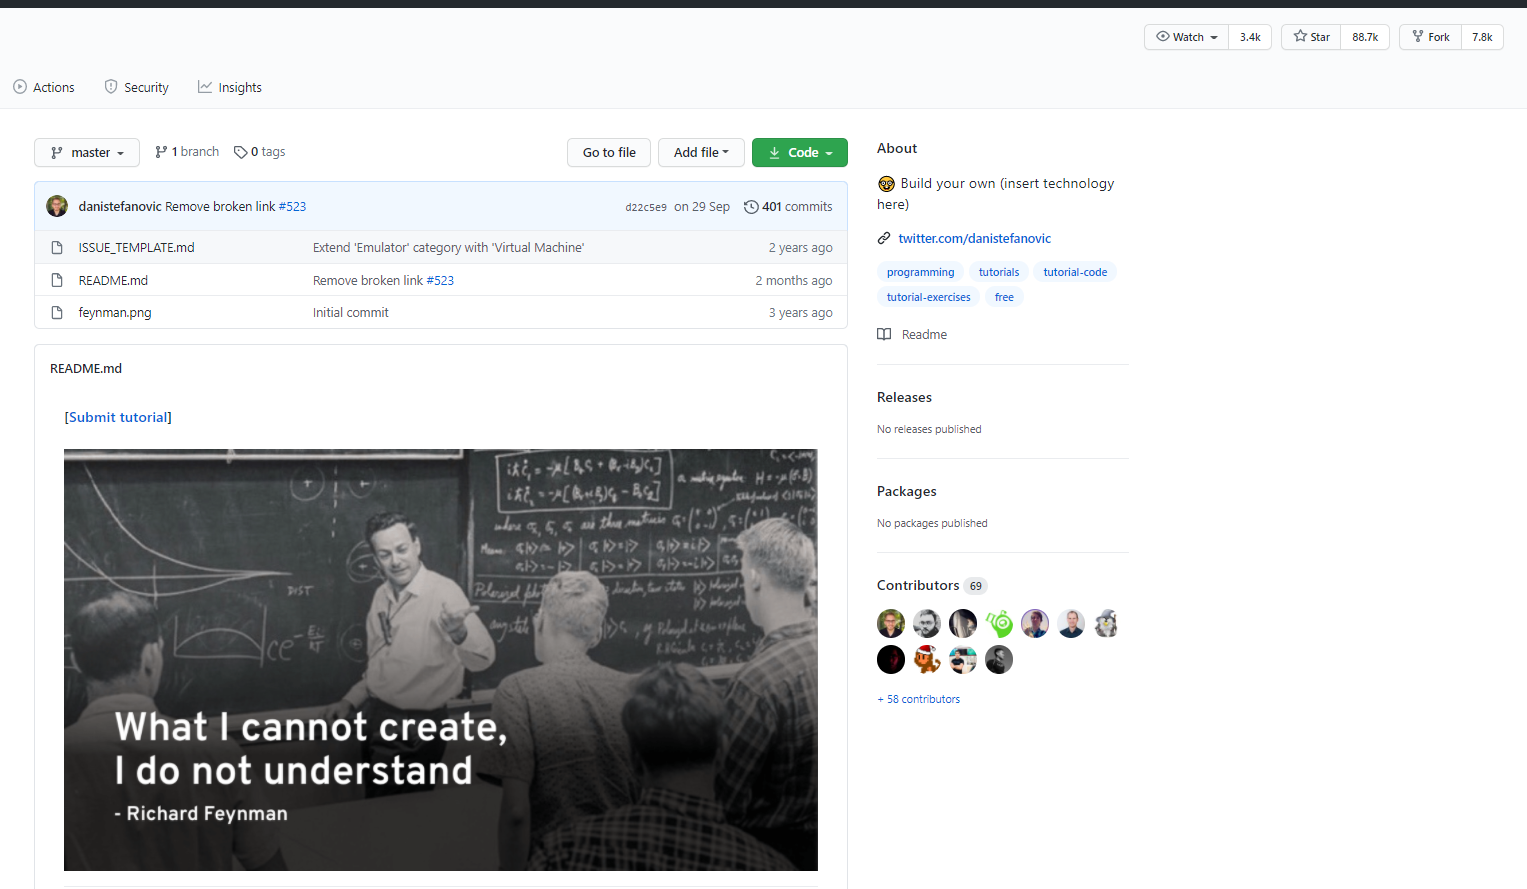 Watch 3.4k Star 88.7k Fork 7.8k
Actions Security Insights
master 1 branch 0 tags Go to file Add file Code
danistefanovic Remove broken link #523 d22c5e9 on 29 Sep 401 commits
ISSUE_TEMPLATE.md Extend 'Emulator' category with 'Virtual Machine' 2 years ago
README.md Remove broken link #523 2 months ago
feynman.png Initial commit 3 years ago
README.md
[Submit tutorial]
DIST
What I cannot create,
I do not understand
- Richard Feynman
About
Build your own (insert technology
here)
twitter.com/danistefanovic
programming tutorials tutorial-code
tutorial-exercises free
Readme
Releases
No releases published
Packages
No packages published
Contributors 69
+ 58 contributors